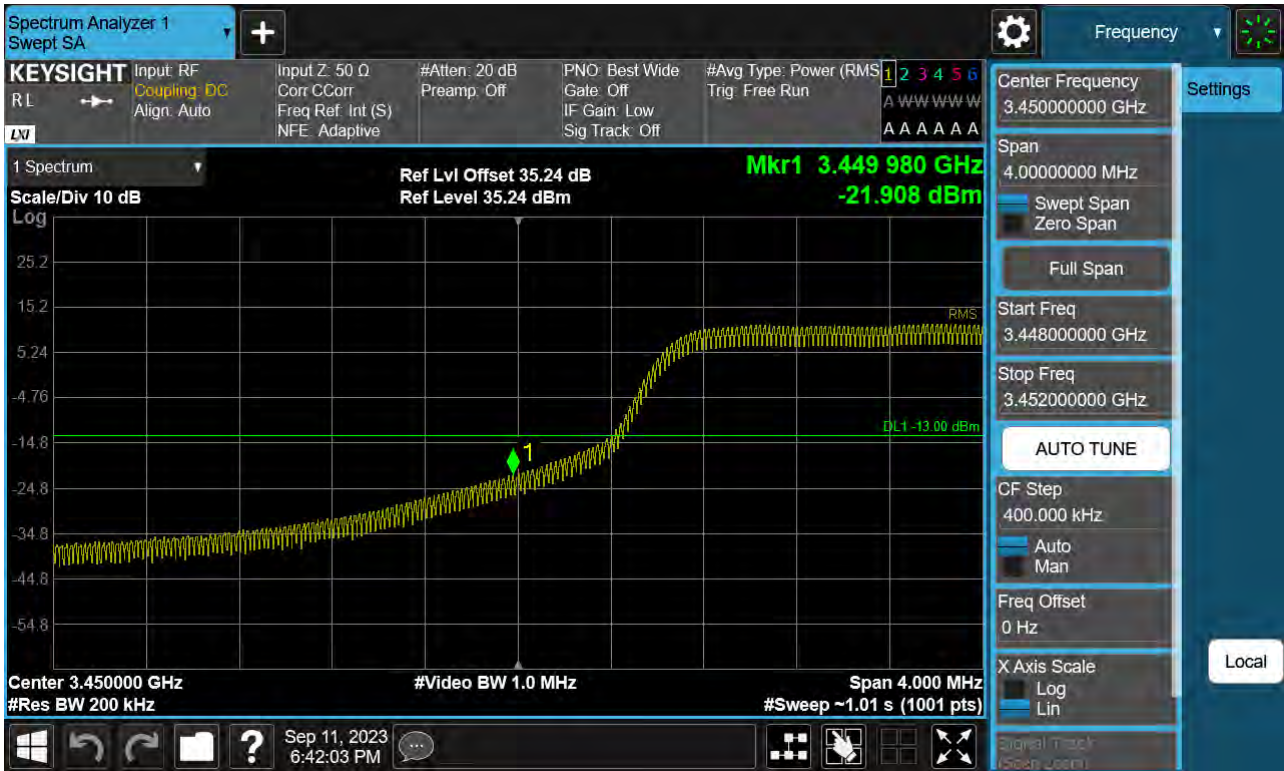 Spectrum Analyzer 1
Swept SA
+
Frequency
KEYSIGHT
RL
LXI
Input: RF
Coupling: DC
Align: Auto
Input Z: 50 Ω
Corr CCorr
Freq Ref: Int (S)
NFE: Adaptive
#Atten: 20 dB
Preamp: Off
PNO: Best Wide
Gate: Off
IF Gain: Low
Sig Track: Off
#Avg Type: Power (RMS
Trig: Free Run
1 2 3 4 5 6
A W W W W W
A A A A A A
1 Spectrum
Scale/Div 10 dB
Log
Ref Lvl Offset 35.24 dB
Ref Level 35.24 dBm
Mkr1 3.449 980 GHz
-21.908 dBm
25.2
15.2
5.24
-4.76
-14.8
-24.8
-34.8
-44.8
-54.8
RMS
DL1 -13.00 dBm
1
Center 3.450000 GHz
#Res BW 200 kHz
#Video BW 1.0 MHz
Span 4.000 MHz
#Sweep ~1.01 s (1001 pts)
Center Frequency
3.450000000 GHz
Settings
Span
4.00000000 MHz
Swept Span
Zero Span
Full Span
Start Freq
3.448000000 GHz
Stop Freq
3.452000000 GHz
AUTO TUNE
CF Step
400.000 kHz
Auto
Man
Freq Offset
0 Hz
X Axis Scale
Log
Lin
Local
Signal Track
(Span Zoom)
?
Sep 11, 2023
6:42:03 PM